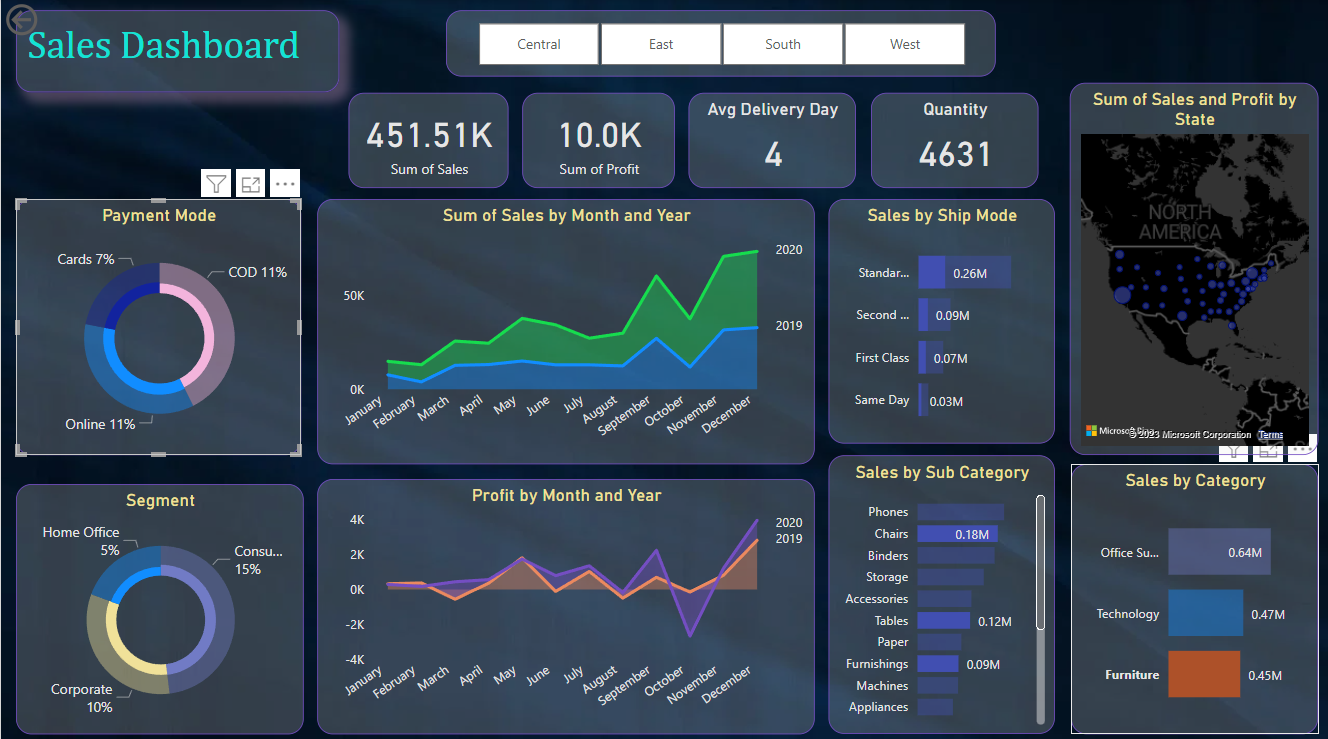 Sales Dashboard
Central
East
South
West
451.51K
Sum of Sales
10.0K
Sum of Profit
Avg Delivery Day
4
Quantity
4631
Sum of Sales and Profit by
State
NORTH
AMERICA
Microsoft Bing
© 2023 Microsoft Corporation Terms
Payment Mode
Cards 7%
COD 11%
Online 11%
Sum of Sales by Month and Year
50K
0K
2020
2019
January
February
March
April
May
June
July
August
September
October
November
December
Sales by Ship Mode
Standar...
0.26M
Second ...
0.09M
First Class
0.07M
Same Day
0.03M
Segment
Home Office
5%
Consu...
15%
Corporate
10%
Profit by Month and Year
4K
2K
0K
-2K
-4K
2020
2019
January
February
March
April
May
June
July
August
September
October
November
December
Sales by Sub Category
Phones
Chairs
0.18M
Binders
Storage
Accessories
Tables
0.12M
Paper
Furnishings
0.09M
Machines
Appliances
Sales by Category
Office Su...
0.64M
Technology
0.47M
Furniture
0.45M